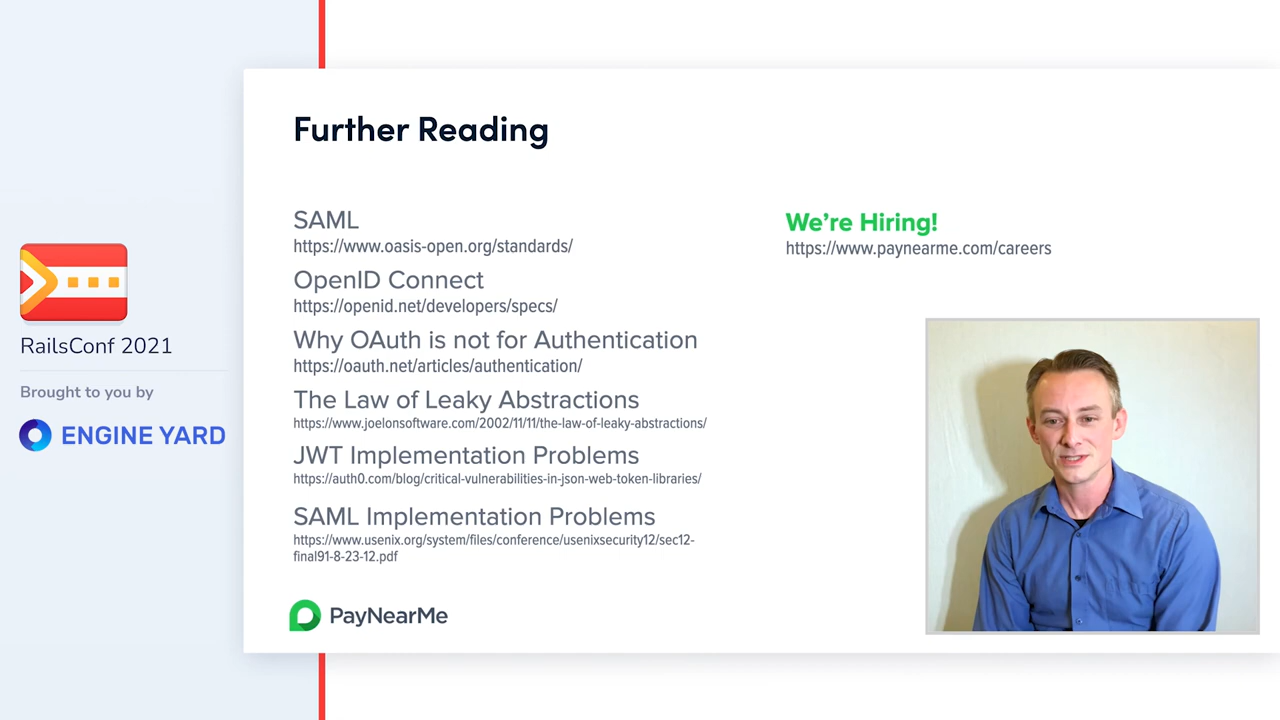 RailsConf 2021
Brought to you by
ENGINE YARD
Further Reading
SAML
https://www.oasis-open.org/standards/
OpenID Connect
https://openid.net/developers/specs/
Why OAuth is not for Authentication
https://oauth.net/articles/authentication/
The Law of Leaky Abstractions
https://www.joelonsoftware.com/2002/11/11/the-law-of-leaky-abstractions/
JWT Implementation Problems
https://auth0.com/blog/critical-vulnerabilities-in-json-web-token-libraries/
SAML Implementation Problems
https://www.usenix.org/system/files/conference/usenixsecurity12/sec12-
final91-8-23-12.pdf
PayNearMe
We’re Hiring!
https://www.paynearme.com/careers